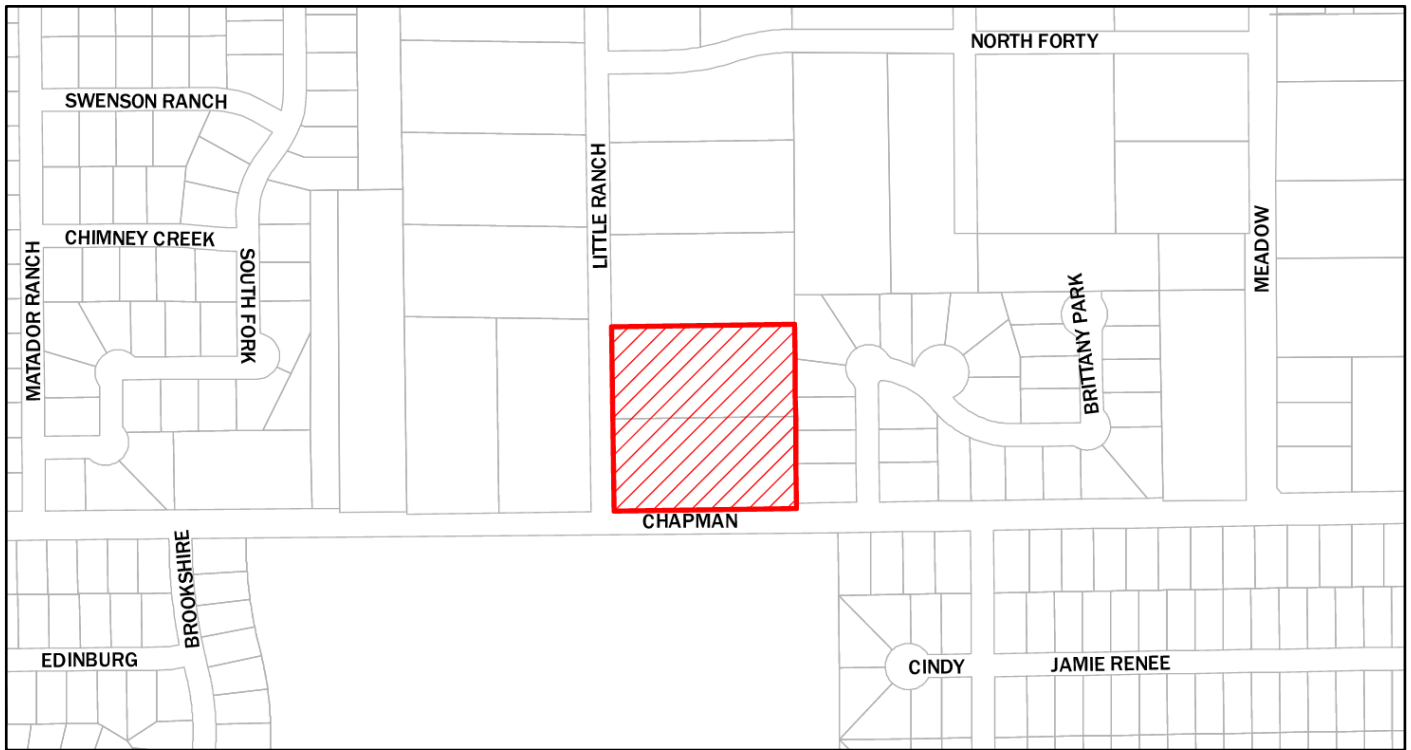 NORTH FORTY
SWENSON RANCH
LITTLE RANCH
CHIMNEY CREEK
MATADOR RANCH
SOUTH FORK
MEADOW
BRITTANY PARK
CHAPMAN
BROOKSHIRE
EDINBURG
CINDY
JAMIE RENEE